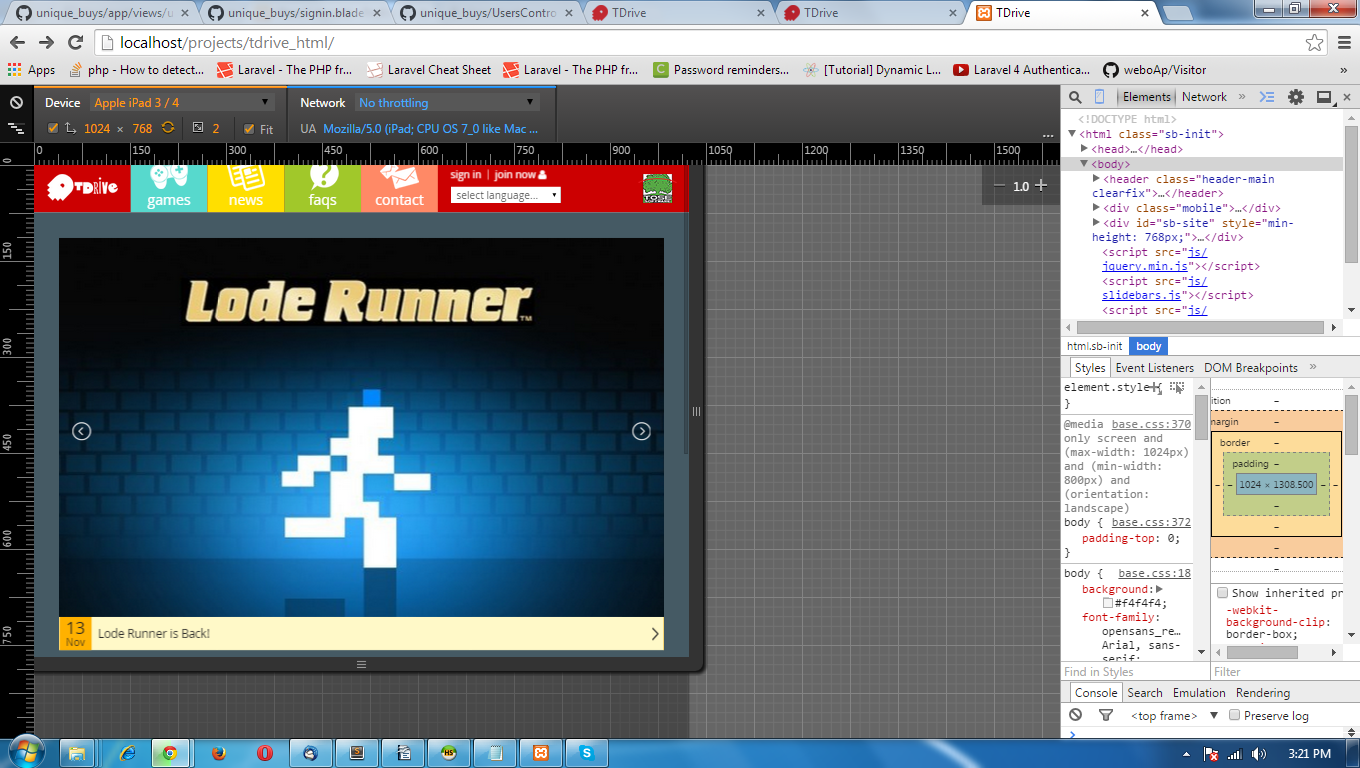 unique_buys/app/views/u
unique_buys/signin.blade
unique_buys/UsersContro
TDrive
TDrive
TDrive
localhost/projects/tdrive_html/
Apps
php - How to detect...
Laravel - The PHP fr...
Laravel Cheat Sheet
Laravel - The PHP fr...
Password reminders...
[Tutorial] Dynamic L...
Laravel 4 Authentica...
weboAp/Visitor
»
Device Apple iPad 3 / 4
Network No throttling
1024 × 768 2 Fit
UA Mozilla/5.0 (iPad; CPU OS 7_0 like Mac ...
...
0 150 300 450 600 750 900 1050 1200 1350 1500
0
150
300
450
600
750
TDRIVE
games
news
faqs
contact
sign in | join now
select language...
TOSE
1.0
Lode Runner™
13
Nov
Lode Runner is Back!
Elements Network »
<!DOCTYPE html>
<html class="sb-init">
<head>…</head>
<body>
<header class="header-main
clearfix">…</header>
<div class="mobile">…</div>
<div id="sb-site" style="min-
height: 768px;">…</div>
<script src="js/
jquery.min.js"></script>
<script src="js/
slidebars.js"></script>
<script src="js/
html.sb-init body
Styles Event Listeners DOM Breakpoints »
element.style {
}
@media base.css:370
only screen and
(max-width: 1024px)
and (min-width:
800px) and
(orientation:
landscape)
body { base.css:372
padding-top: 0;
}
body { base.css:18
background:
#f4f4f4;
font-family:
opensans_re…
Arial, sans-
serif;
ition –
margin –
border –
padding –
– – 1024 × 1308.500 – –
–
–
–
–
Show inherited pr
-webkit-
background-clip:
border-box;
Find in Styles
Filter
Console Search Emulation Rendering
<top frame> Preserve log
3:21 PM